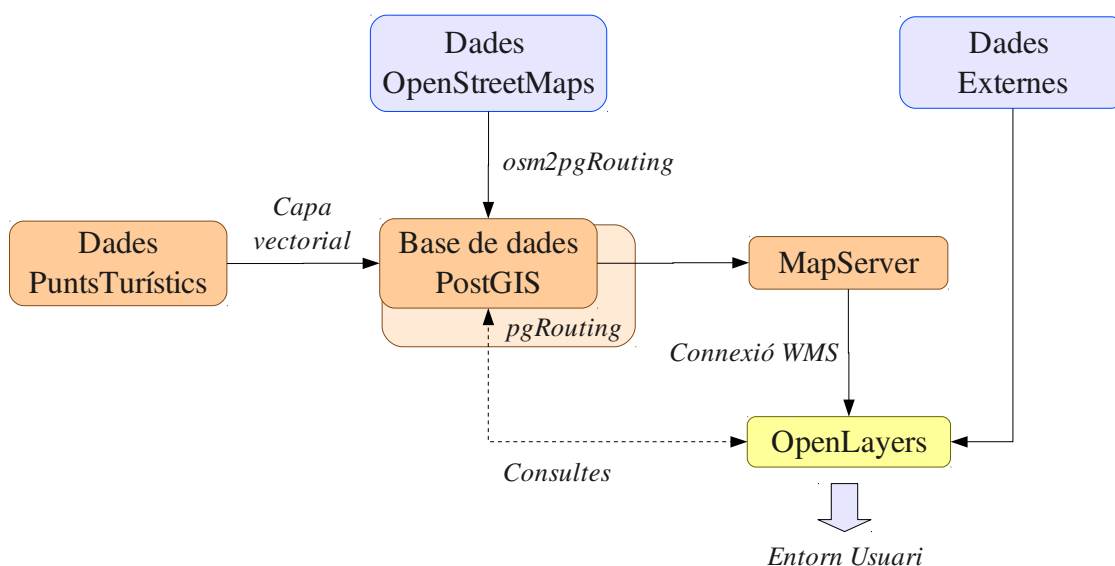 Dades
OpenStreetMaps
Dades
Externes
osm2pgRouting
Capa
vectorial
Dades
PuntsTurístics
Base de dades
PostGIS
MapServer
pgRouting
Connexió WMS
OpenLayers
Consultes
Entorn Usuari